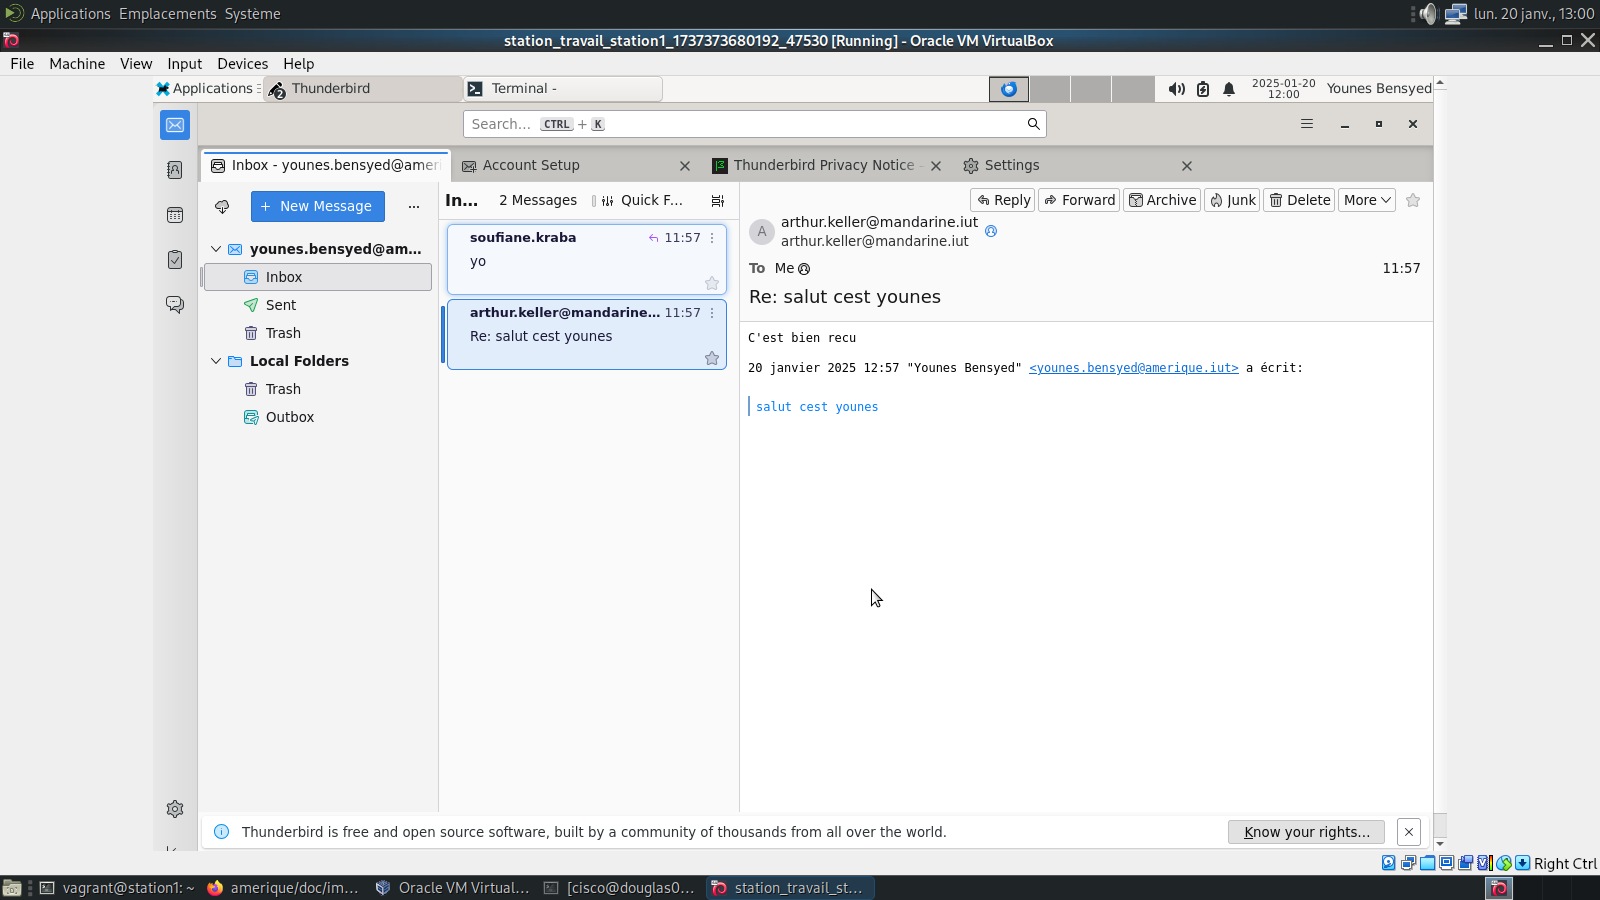 Applications Emplacements Système
lun. 20 janv., 13:00
station_travail_station1_1737373680192_47530 [Running] - Oracle VM VirtualBox
File Machine View Input Devices Help
Applications
2 Thunderbird
Terminal -
2025-01-20
12:00
Younes Bensyed
Search... CTRL + K
Inbox - younes.bensyed@amer
Account Setup
Thunderbird Privacy Notice -
Settings
+ New Message
In...
2 Messages
Quick F...
Reply
Forward
Archive
Junk
Delete
More
younes.bensyed@am...
Inbox
Sent
Trash
Local Folders
Trash
Outbox
soufiane.kraba 11:57
yo
arthur.keller@mandarine... 11:57
Re: salut cest younes
A
arthur.keller@mandarine.iut
arthur.keller@mandarine.iut
To Me
11:57
Re: salut cest younes
C'est bien recu
20 janvier 2025 12:57 "Younes Bensyed" <younes.bensyed@amerique.iut> a écrit:
salut cest younes
Thunderbird is free and open source software, built by a community of thousands from all over the world.
Know your rights...
Right Ctrl
vagrant@station1: ~
amerique/doc/im...
Oracle VM Virtual...
[cisco@douglas0...
station_travail_st...